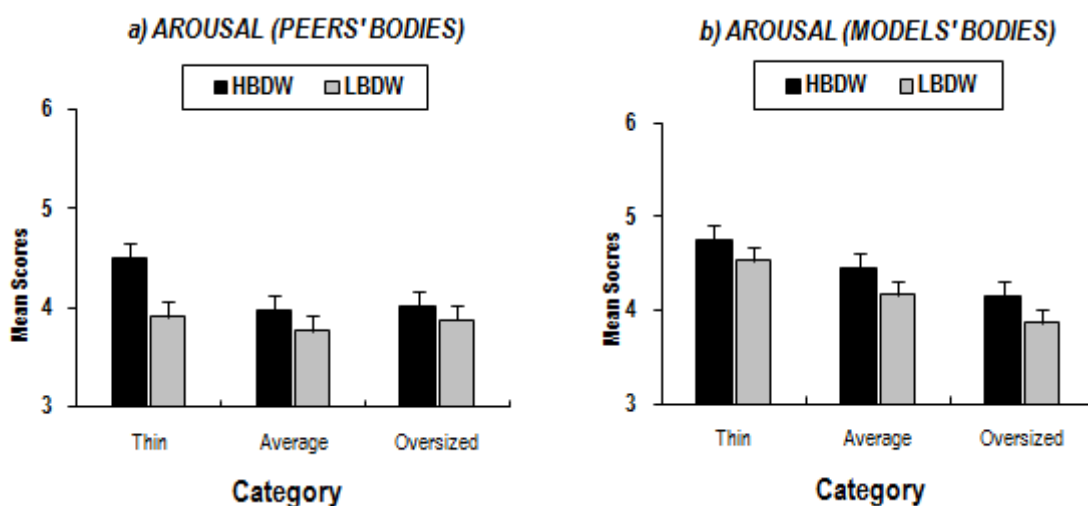 a) AROUSAL (PEERS' BODIES)
HBDW LBDW
6
5
4
3
Mean Scores
Thin Average Oversized
Category
b) AROUSAL (MODELS' BODIES)
HBDW LBDW
6
5
4
3
Mean Socres
Thin Average Oversized
Category